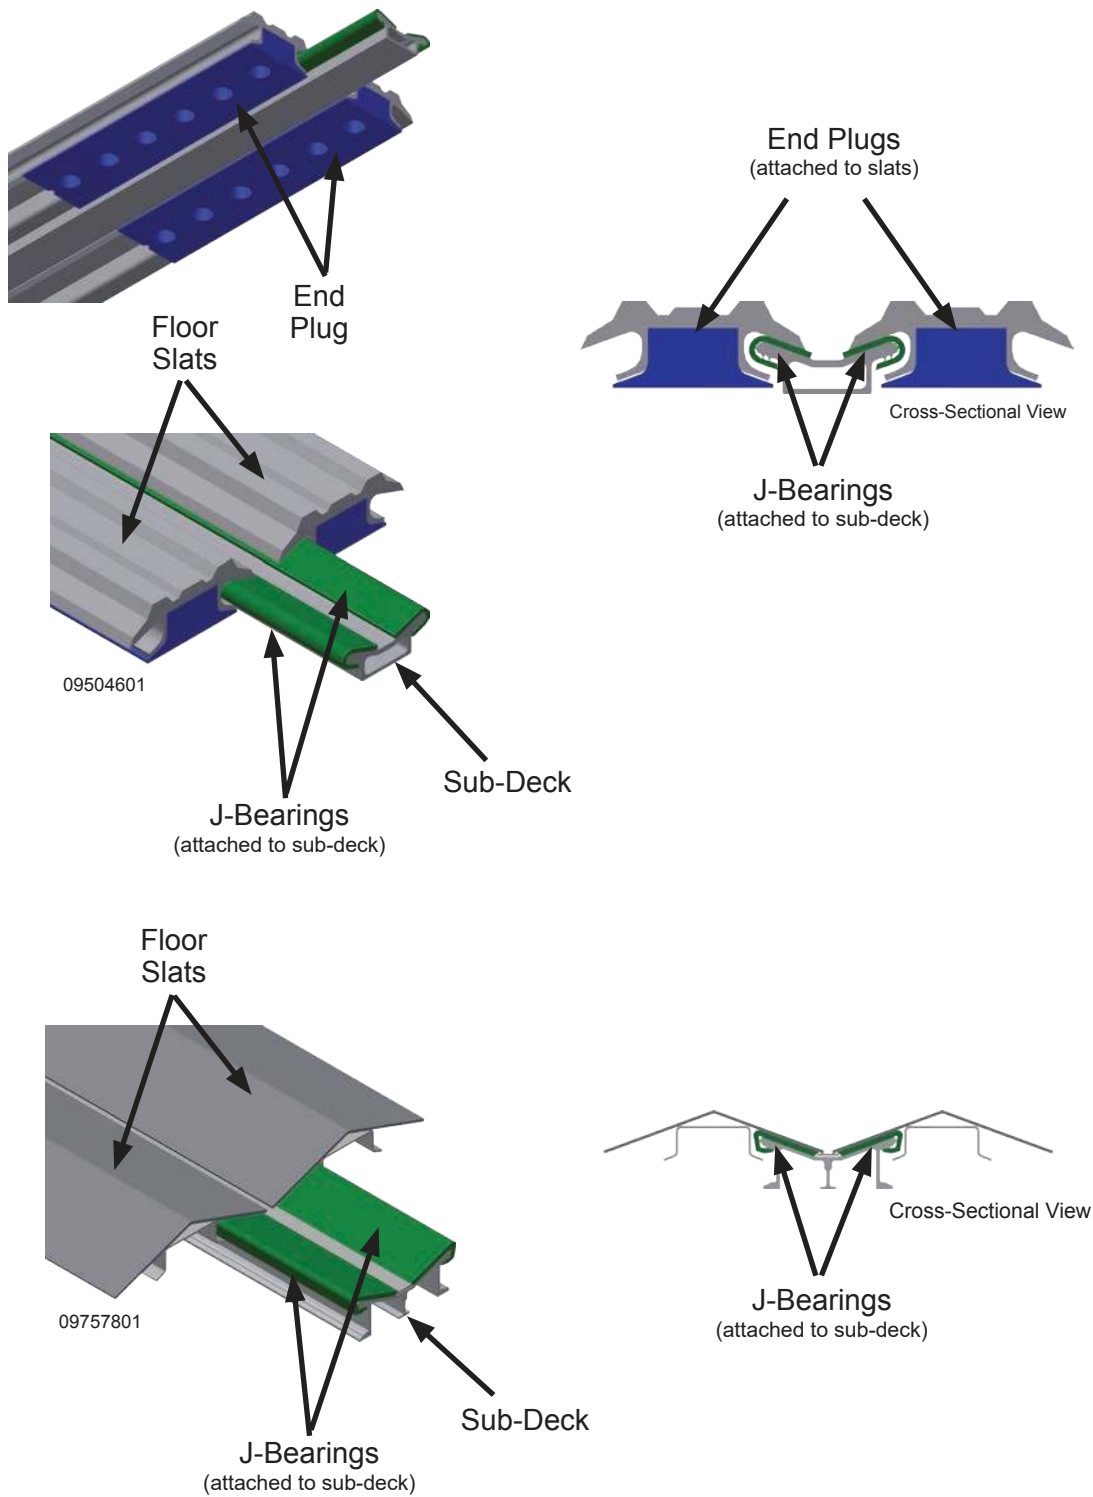 End Plugs
(attached to slats)
End
Plug
Floor
Slats
Cross-Sectional View
J-Bearings
(attached to sub-deck)
09504601
Sub-Deck
J-Bearings
(attached to sub-deck)
Floor
Slats
Cross-Sectional View
J-Bearings
(attached to sub-deck)
09757801
Sub-Deck
J-Bearings
(attached to sub-deck)